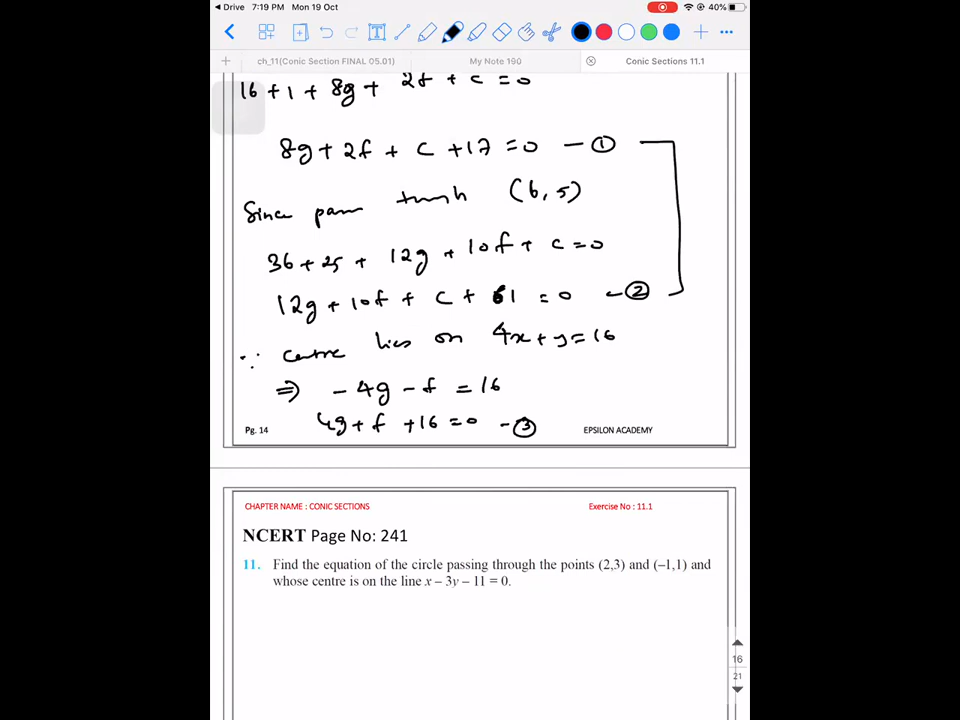 Drive 7:19 PM Mon 19 Oct 40%
ch_11(Conic Section FINAL 05.01) My Note 190 Conic Sections 11.1
16 + 1 + 8g + 2f + c = 0
8g + 2f + c + 17 = 0 — ①
Since pass through (6, 5)
36 + 25 + 12g + 10f + c = 0
12g + 10f + c + 61 = 0 — ②
∵ centre lies on 4x + y = 16
⇒ - 4g - f = 16
4g + f + 16 = 0 — ③
Pg. 14 EPSILON ACADEMY
CHAPTER NAME : CONIC SECTIONS Exercise No : 11.1
NCERT Page No: 241
11. Find the equation of the circle passing through the points (2,3) and (–1,1) and
whose centre is on the line x – 3y – 11 = 0.
16
21